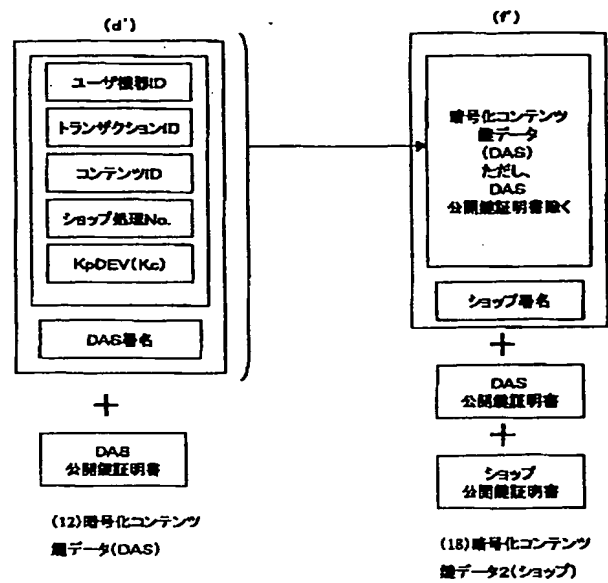 (d')
ユーザ機器ID
トランザクションID
コンテンツID
ショップ処理No.
KpDEV(Kc)
DAS署名
+
DAS
公開鍵証明書
(12)暗号化コンテンツ
鍵データ(DAS)
(f')
暗号化コンテンツ
鍵データ
(DAS)
ただし、
DAS
公開鍵証明書除く
ショップ署名
+
DAS
公開鍵証明書
+
ショップ
公開鍵証明書
(18)暗号化コンテンツ
鍵データ2(ショップ)